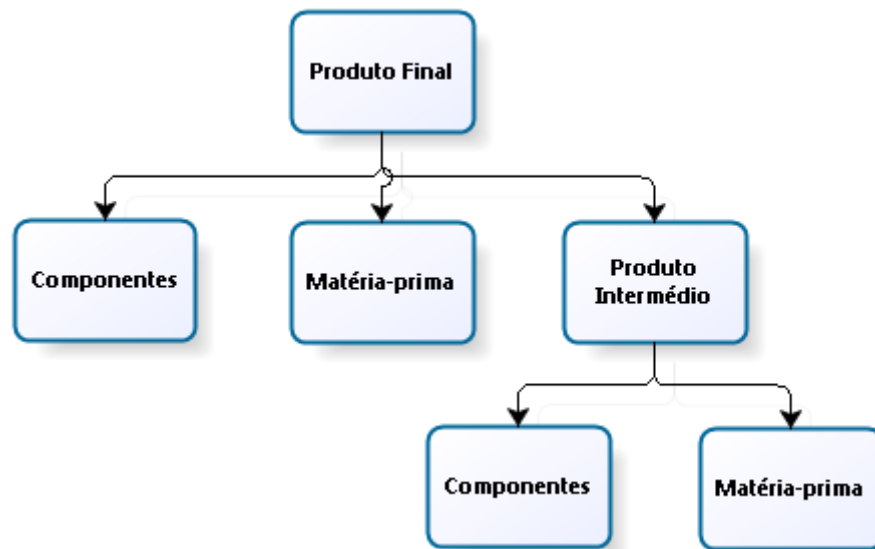 Produto Final
Componentes
Matéria-prima
Produto
Intermédio
Componentes
Matéria-prima